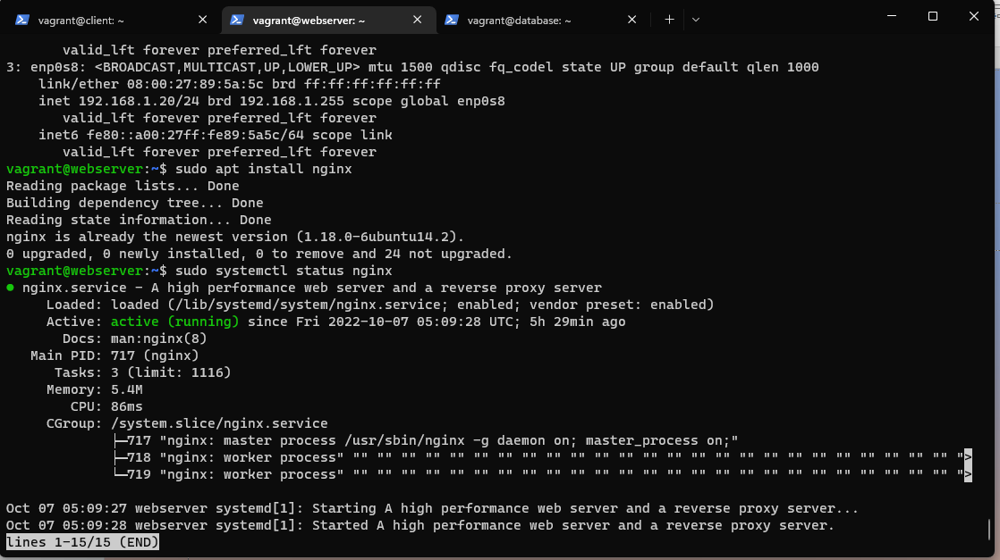 vagrant@client: ~
vagrant@webserver: ~
vagrant@database: ~
valid_lft forever preferred_lft forever
3: enp0s8: <BROADCAST,MULTICAST,UP,LOWER_UP> mtu 1500 qdisc fq_codel state UP group default qlen 1000
link/ether 08:00:27:89:5a:5c brd ff:ff:ff:ff:ff:ff
inet 192.168.1.20/24 brd 192.168.1.255 scope global enp0s8
valid_lft forever preferred_lft forever
inet6 fe80::a00:27ff:fe89:5a5c/64 scope link
valid_lft forever preferred_lft forever
vagrant@webserver:~$ sudo apt install nginx
Reading package lists... Done
Building dependency tree... Done
Reading state information... Done
nginx is already the newest version (1.18.0-6ubuntu14.2).
0 upgraded, 0 newly installed, 0 to remove and 24 not upgraded.
vagrant@webserver:~$ sudo systemctl status nginx
● nginx.service - A high performance web server and a reverse proxy server
Loaded: loaded (/lib/systemd/system/nginx.service; enabled; vendor preset: enabled)
Active: active (running) since Fri 2022-10-07 05:09:28 UTC; 5h 29min ago
Docs: man:nginx(8)
Main PID: 717 (nginx)
Tasks: 3 (limit: 1116)
Memory: 5.4M
CPU: 86ms
CGroup: /system.slice/nginx.service
├─717 "nginx: master process /usr/sbin/nginx -g daemon on; master_process on;"
├─718 "nginx: worker process" "" "" "" "" "" "" "" "" "" "" "" "" "" "" "" "" "" "" "" "" "" "" "" "" "" ">
└─719 "nginx: worker process" "" "" "" "" "" "" "" "" "" "" "" "" "" "" "" "" "" "" "" "" "" "" "" "" "" ">
Oct 07 05:09:27 webserver systemd[1]: Starting A high performance web server and a reverse proxy server...
Oct 07 05:09:28 webserver systemd[1]: Started A high performance web server and a reverse proxy server.
lines 1-15/15 (END)